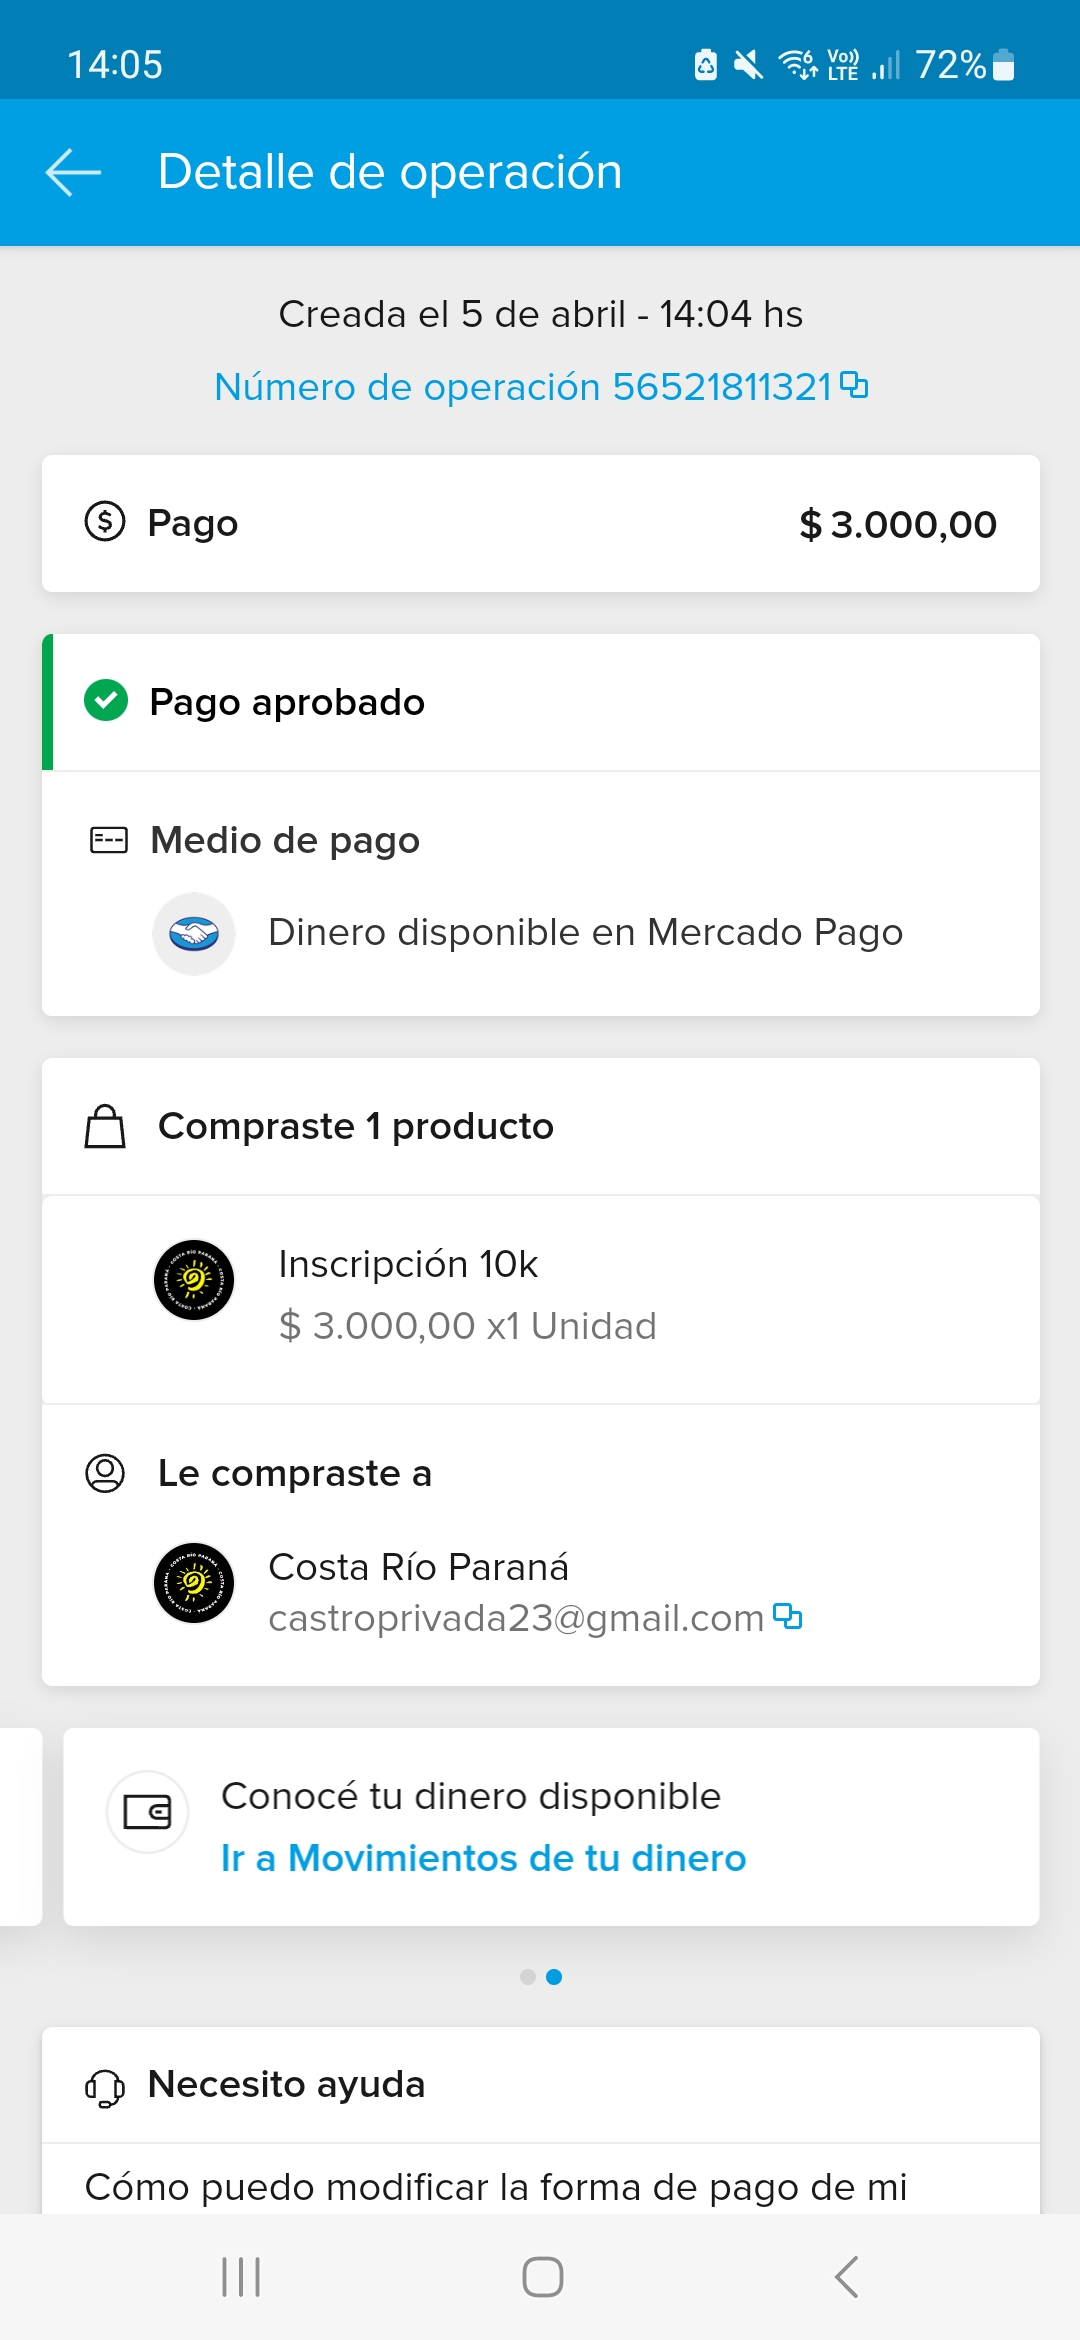 14:05
Vo))
LTE
72%
Detalle de operación
Creada el 5 de abril - 14:04 hs
Número de operación 56521811321
Pago
$ 3.000,00
Pago aprobado
Medio de pago
Dinero disponible en Mercado Pago
Compraste 1 producto
Inscripción 10k
$ 3.000,00 x1 Unidad
Le compraste a
Costa Río Paraná
castroprivada23@gmail.com
Conocé tu dinero disponible
Ir a Movimientos de tu dinero
Necesito ayuda
Cómo puedo modificar la forma de pago de mi